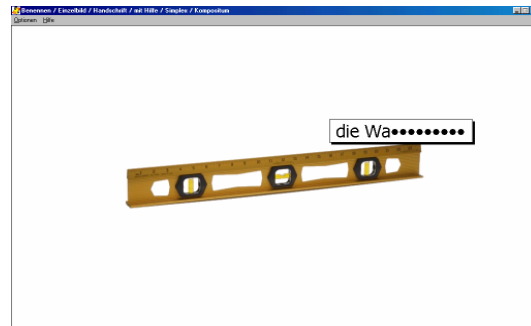 Benennen / Einzelbild / Handschrift / mit Hilfe / Simplex / Kompositum
Optionen Hilfe
die Wa•••••••••